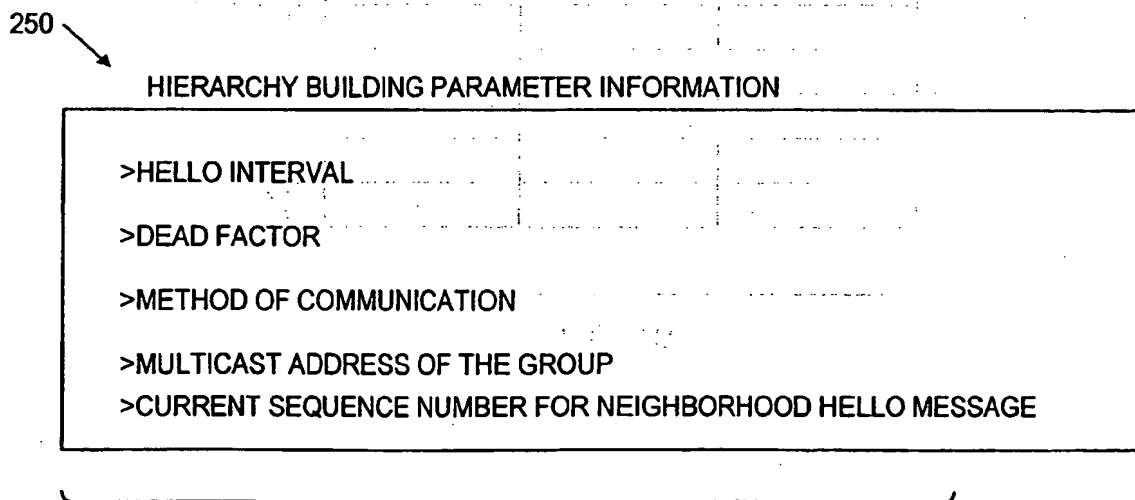 250
HIERARCHY BUILDING PARAMETER INFORMATION
>HELLO INTERVAL
>DEAD FACTOR
>METHOD OF COMMUNICATION
>MULTICAST ADDRESS OF THE GROUP
>CURRENT SEQUENCE NUMBER FOR NEIGHBORHOOD HELLO MESSAGE